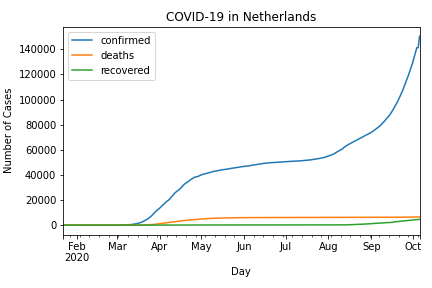 COVID-19 in Netherlands
confirmed
deaths
recovered
Number of Cases
140000
120000
100000
80000
60000
40000
20000
0
Feb Mar Apr May Jun Jul Aug Sep Oct
2020
Day